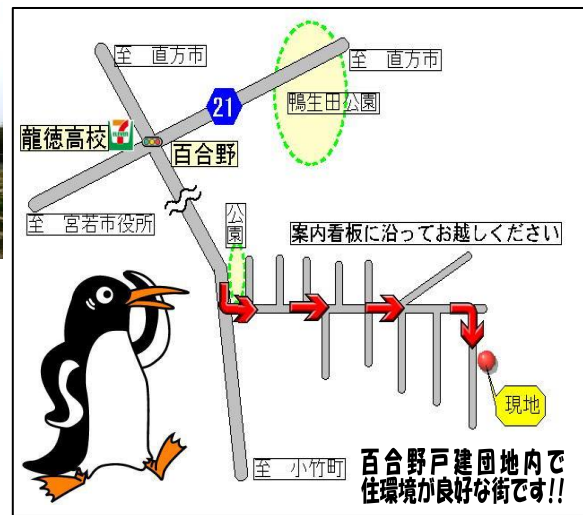 至 直方市
至 直方市
21
鴨生田公園
龍徳高校
7
ELEVEN
百合野
至 宮若市役所
公園
案内看板に沿ってお越しください
現地
至 小竹町
百合野戸建団地内で
住環境が良好な街です!!